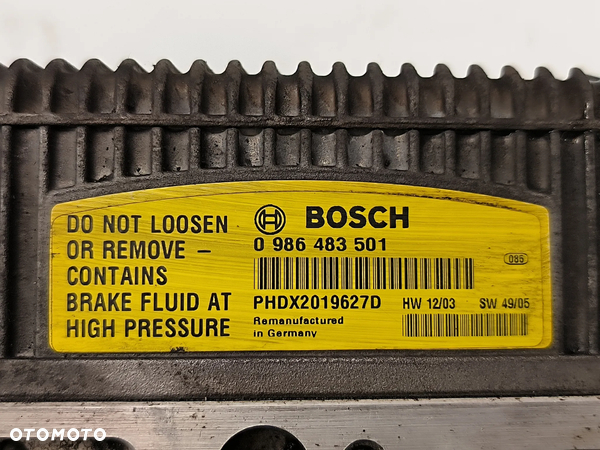 DO NOT LOOSEN
OR REMOVE –
CONTAINS
BRAKE FLUID AT
HIGH PRESSURE
BOSCH
0 986 483 501
085
PHDX2019627D
HW 12/03 SW 49/05
Remanufactured
in Germany
OTOMOTO